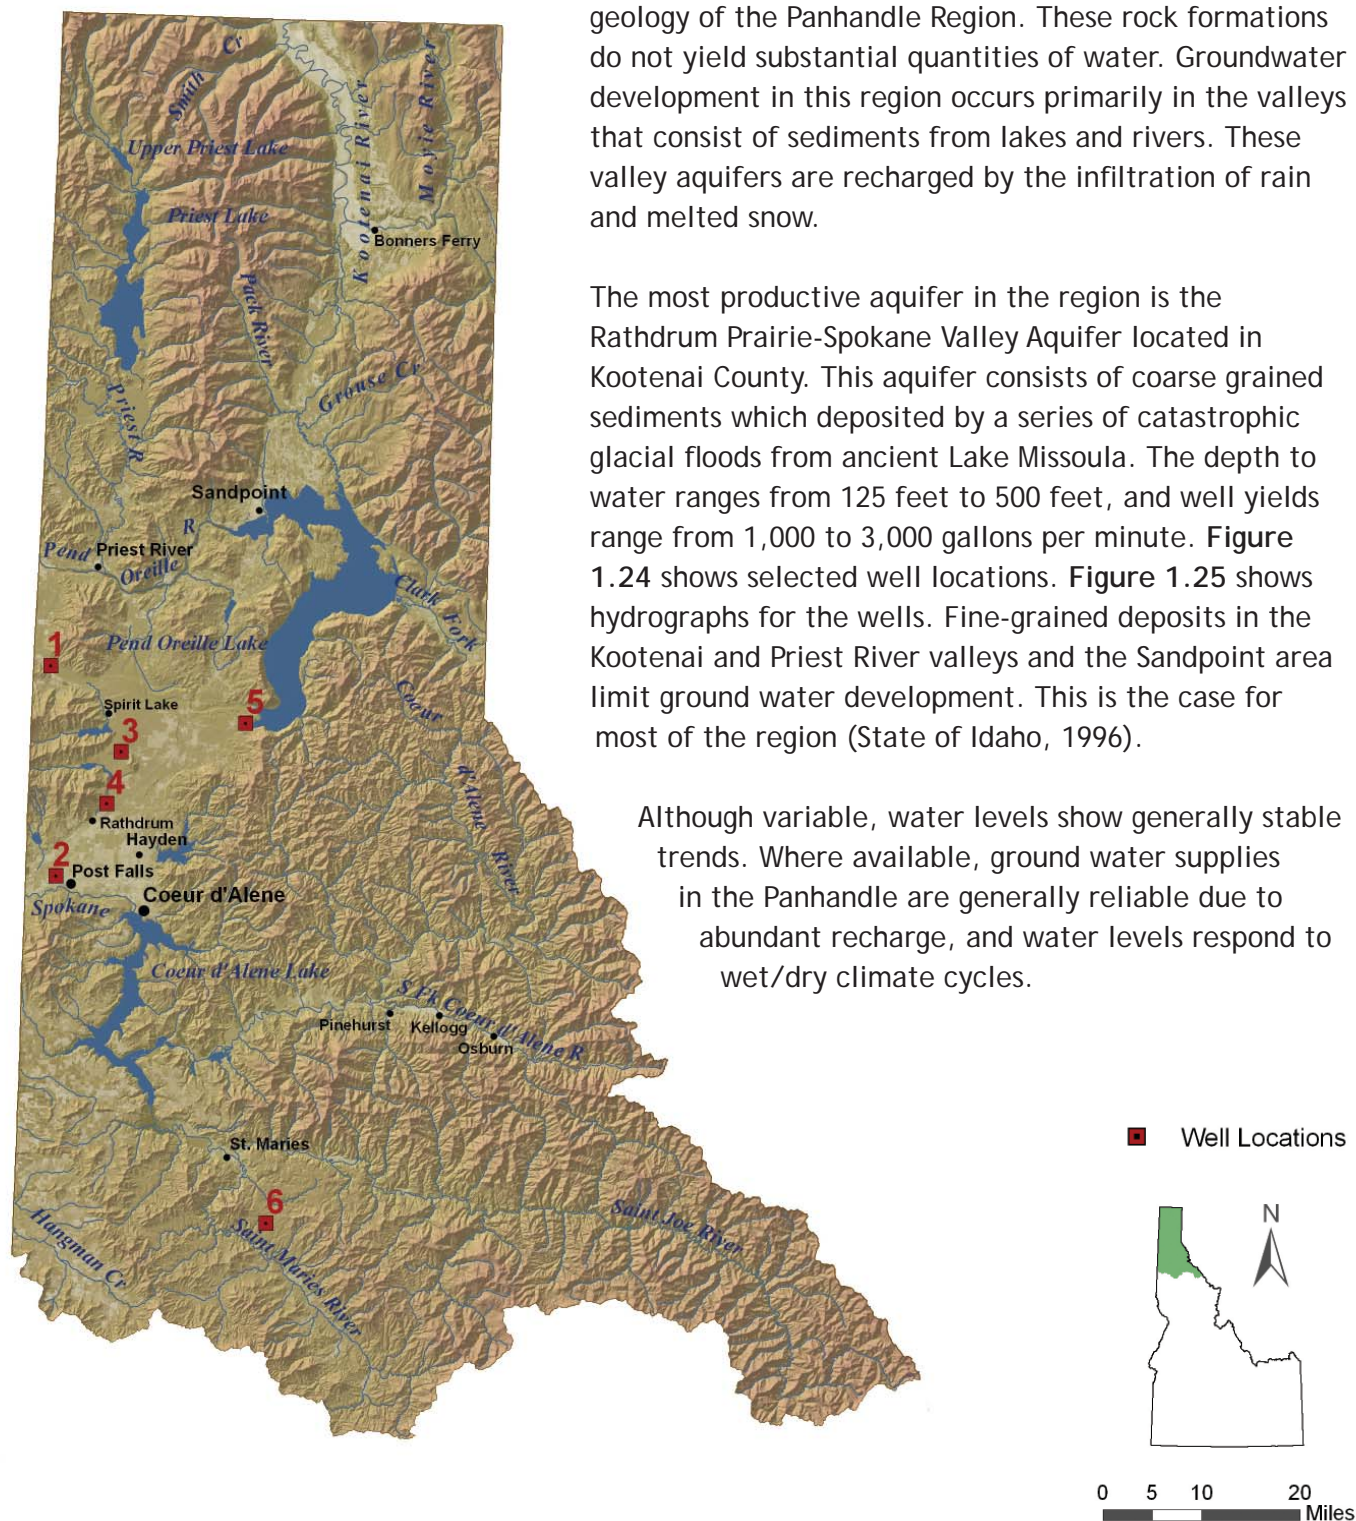 geology of the Panhandle Region. These rock formations
do not yield substantial quantities of water. Groundwater
development in this region occurs primarily in the valleys
that consist of sediments from lakes and rivers. These
valley aquifers are recharged by the infiltration of rain
and melted snow.
The most productive aquifer in the region is the
Rathdrum Prairie-Spokane Valley Aquifer located in
Kootenai County. This aquifer consists of coarse grained
sediments which deposited by a series of catastrophic
glacial floods from ancient Lake Missoula. The depth to
water ranges from 125 feet to 500 feet, and well yields
range from 1,000 to 3,000 gallons per minute. Figure
1.24 shows selected well locations. Figure 1.25 shows
hydrographs for the wells. Fine-grained deposits in the
Kootenai and Priest River valleys and the Sandpoint area
limit ground water development. This is the case for
most of the region (State of Idaho, 1996).
Although variable, water levels show generally stable
trends. Where available, ground water supplies
in the Panhandle are generally reliable due to
abundant recharge, and water levels respond to
wet/dry climate cycles.
Smith Cr
Kootenai River
Moyie River
Upper Priest Lake
Priest Lake
Bonners Ferry
Pack River
Grouse Cr
Priest R
Sandpoint
Pend Oreille R
Priest River
Clark Fork
Pend Oreille Lake
1
5
Spirit Lake
3
Coeur d'Alene River
4
Rathdrum
Hayden
2
Post Falls
Coeur d'Alene
Spokane
Coeur d'Alene Lake
S Fk Coeur d'Alene R
Pinehurst
Kellogg
Osburn
St. Maries
6
Saint Joe River
Saint Maries River
Hangman Cr
Well Locations
N
0 5 10 20
Miles